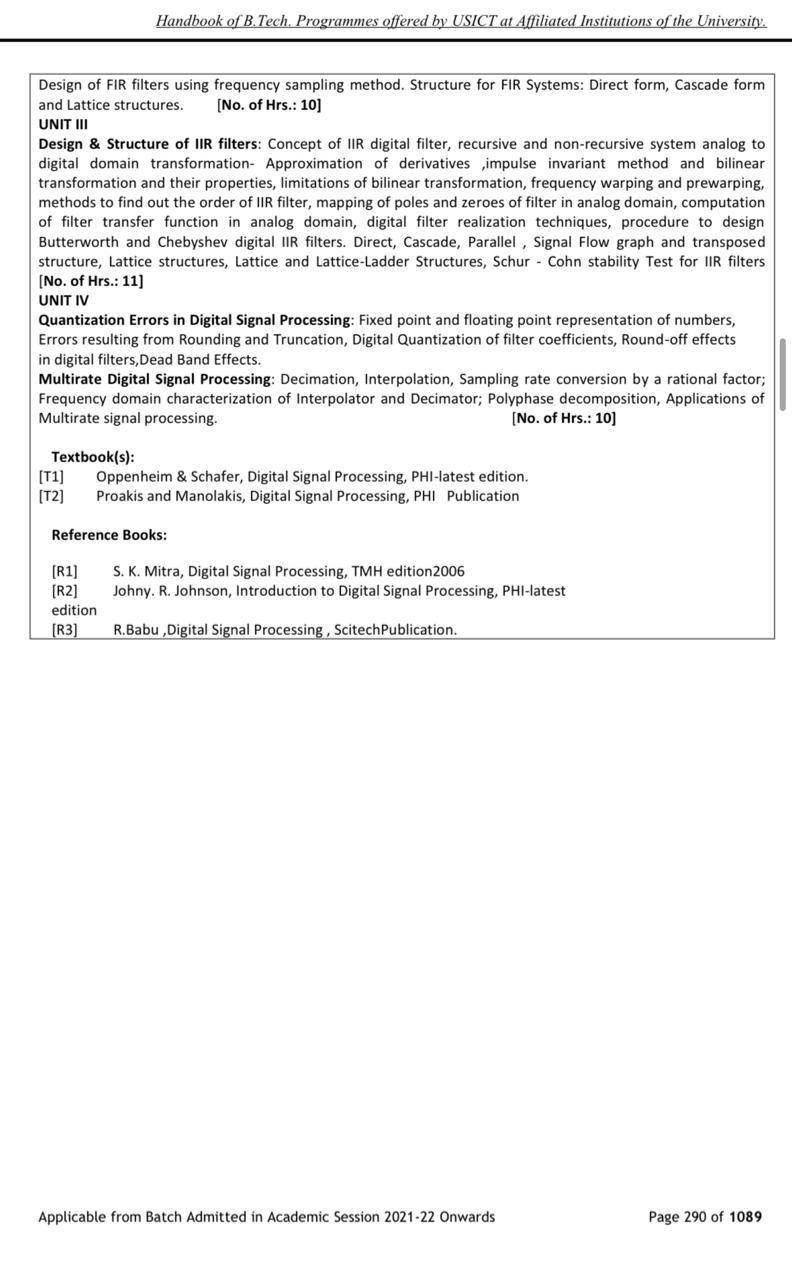 Handbook of B.Tech. Programmes offered by USICT at Affiliated Institutions of the University.
Design of FIR filters using frequency sampling method. Structure for FIR Systems: Direct form, Cascade form
and Lattice structures. [No. of Hrs.: 10]
UNIT III
Design & Structure of IIR filters: Concept of IIR digital filter, recursive and non-recursive system analog to
digital domain transformation- Approximation of derivatives ,impulse invariant method and bilinear
transformation and their properties, limitations of bilinear transformation, frequency warping and prewarping,
methods to find out the order of IIR filter, mapping of poles and zeroes of filter in analog domain, computation
of filter transfer function in analog domain, digital filter realization techniques, procedure to design
Butterworth and Chebyshev digital IIR filters. Direct, Cascade, Parallel , Signal Flow graph and transposed
structure, Lattice structures, Lattice and Lattice-Ladder Structures, Schur - Cohn stability Test for IIR filters
[No. of Hrs.: 11]
UNIT IV
Quantization Errors in Digital Signal Processing: Fixed point and floating point representation of numbers,
Errors resulting from Rounding and Truncation, Digital Quantization of filter coefficients, Round-off effects
in digital filters,Dead Band Effects.
Multirate Digital Signal Processing: Decimation, Interpolation, Sampling rate conversion by a rational factor;
Frequency domain characterization of Interpolator and Decimator; Polyphase decomposition, Applications of
Multirate signal processing. [No. of Hrs.: 10]
Textbook(s):
[T1] Oppenheim & Schafer, Digital Signal Processing, PHI-latest edition.
[T2] Proakis and Manolakis, Digital Signal Processing, PHI Publication
Reference Books:
[R1] S. K. Mitra, Digital Signal Processing, TMH edition2006
[R2] Johny. R. Johnson, Introduction to Digital Signal Processing, PHI-latest
edition
[R3] R.Babu ,Digital Signal Processing , ScitechPublication.
Applicable from Batch Admitted in Academic Session 2021-22 Onwards Page 290 of 1089